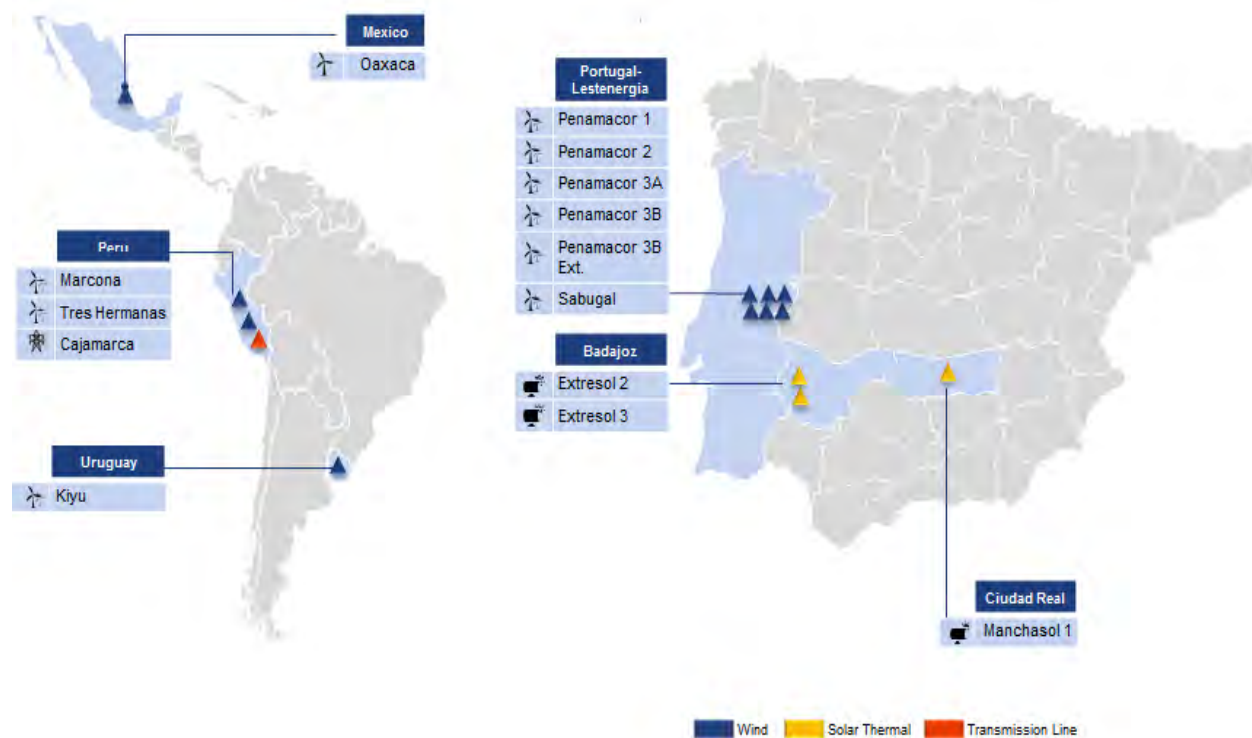 Mexico
Oaxaca
Peru
Marcona
Tres Hermanas
Cajamarca
Uruguay
Kiyu
Portugal-
Lestenergia
Penamacor 1
Penamacor 2
Penamacor 3A
Penamacor 3B
Penamacor 3B
Ext.
Sabugal
Badajoz
Extresol 2
Extresol 3
Ciudad Real
Manchasol 1
Wind
Solar Thermal
Transmission Line